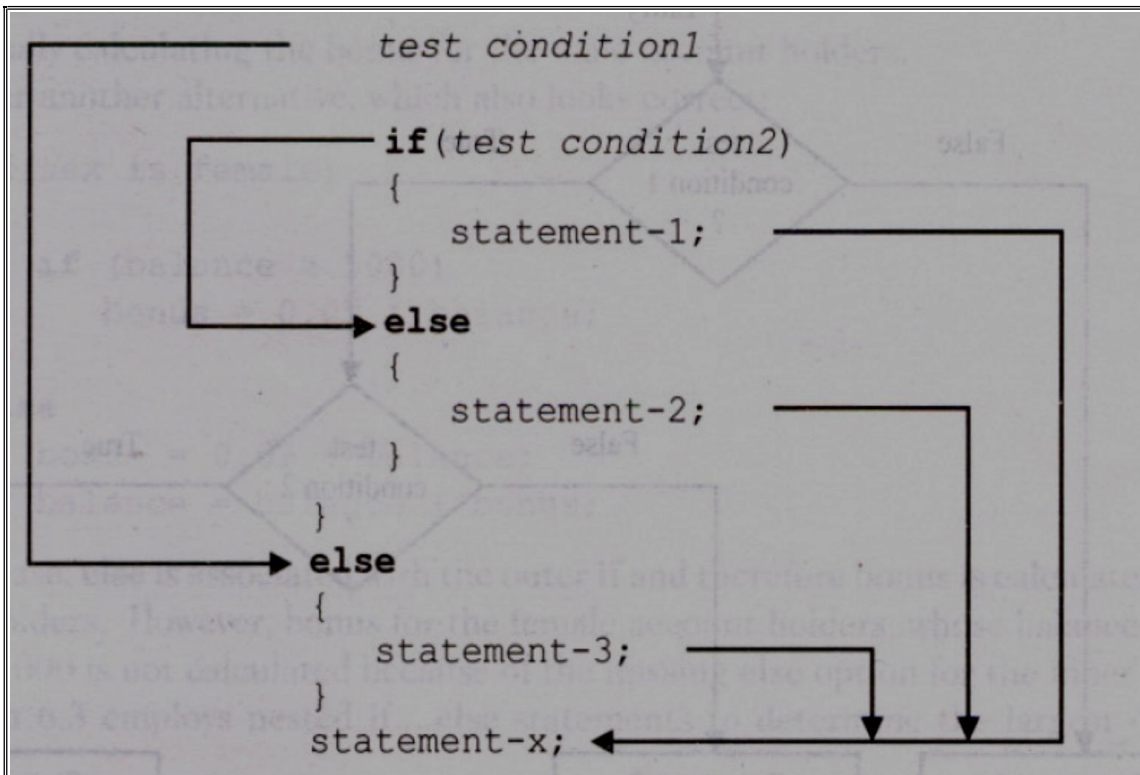 test condition1
if(test condition2)
{
statement-1;
}
else
{
statement-2;
}
}
else
{
statement-3;
}
statement-x;